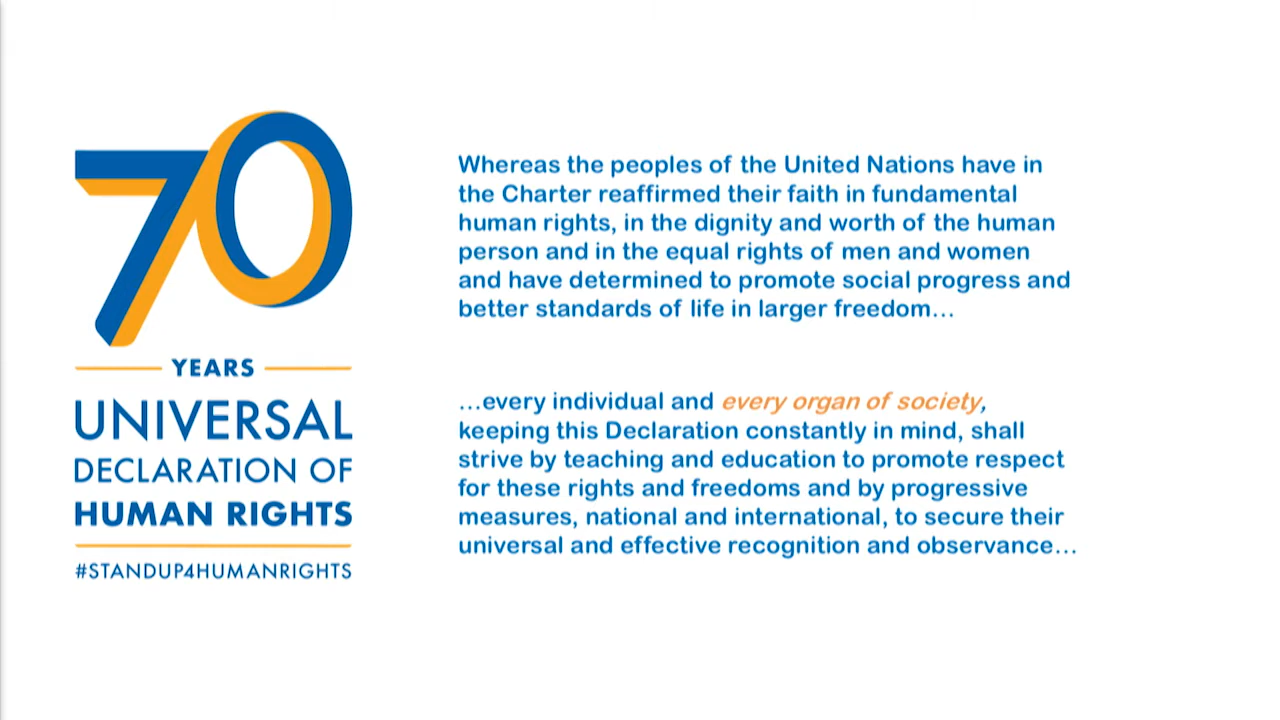 70
YEARS
UNIVERSAL
DECLARATION OF
HUMAN RIGHTS
#STANDUP4HUMANRIGHTS
Whereas the peoples of the United Nations have in
the Charter reaffirmed their faith in fundamental
human rights, in the dignity and worth of the human
person and in the equal rights of men and women
and have determined to promote social progress and
better standards of life in larger freedom…
…every individual and every organ of society,
keeping this Declaration constantly in mind, shall
strive by teaching and education to promote respect
for these rights and freedoms and by progressive
measures, national and international, to secure their
universal and effective recognition and observance…